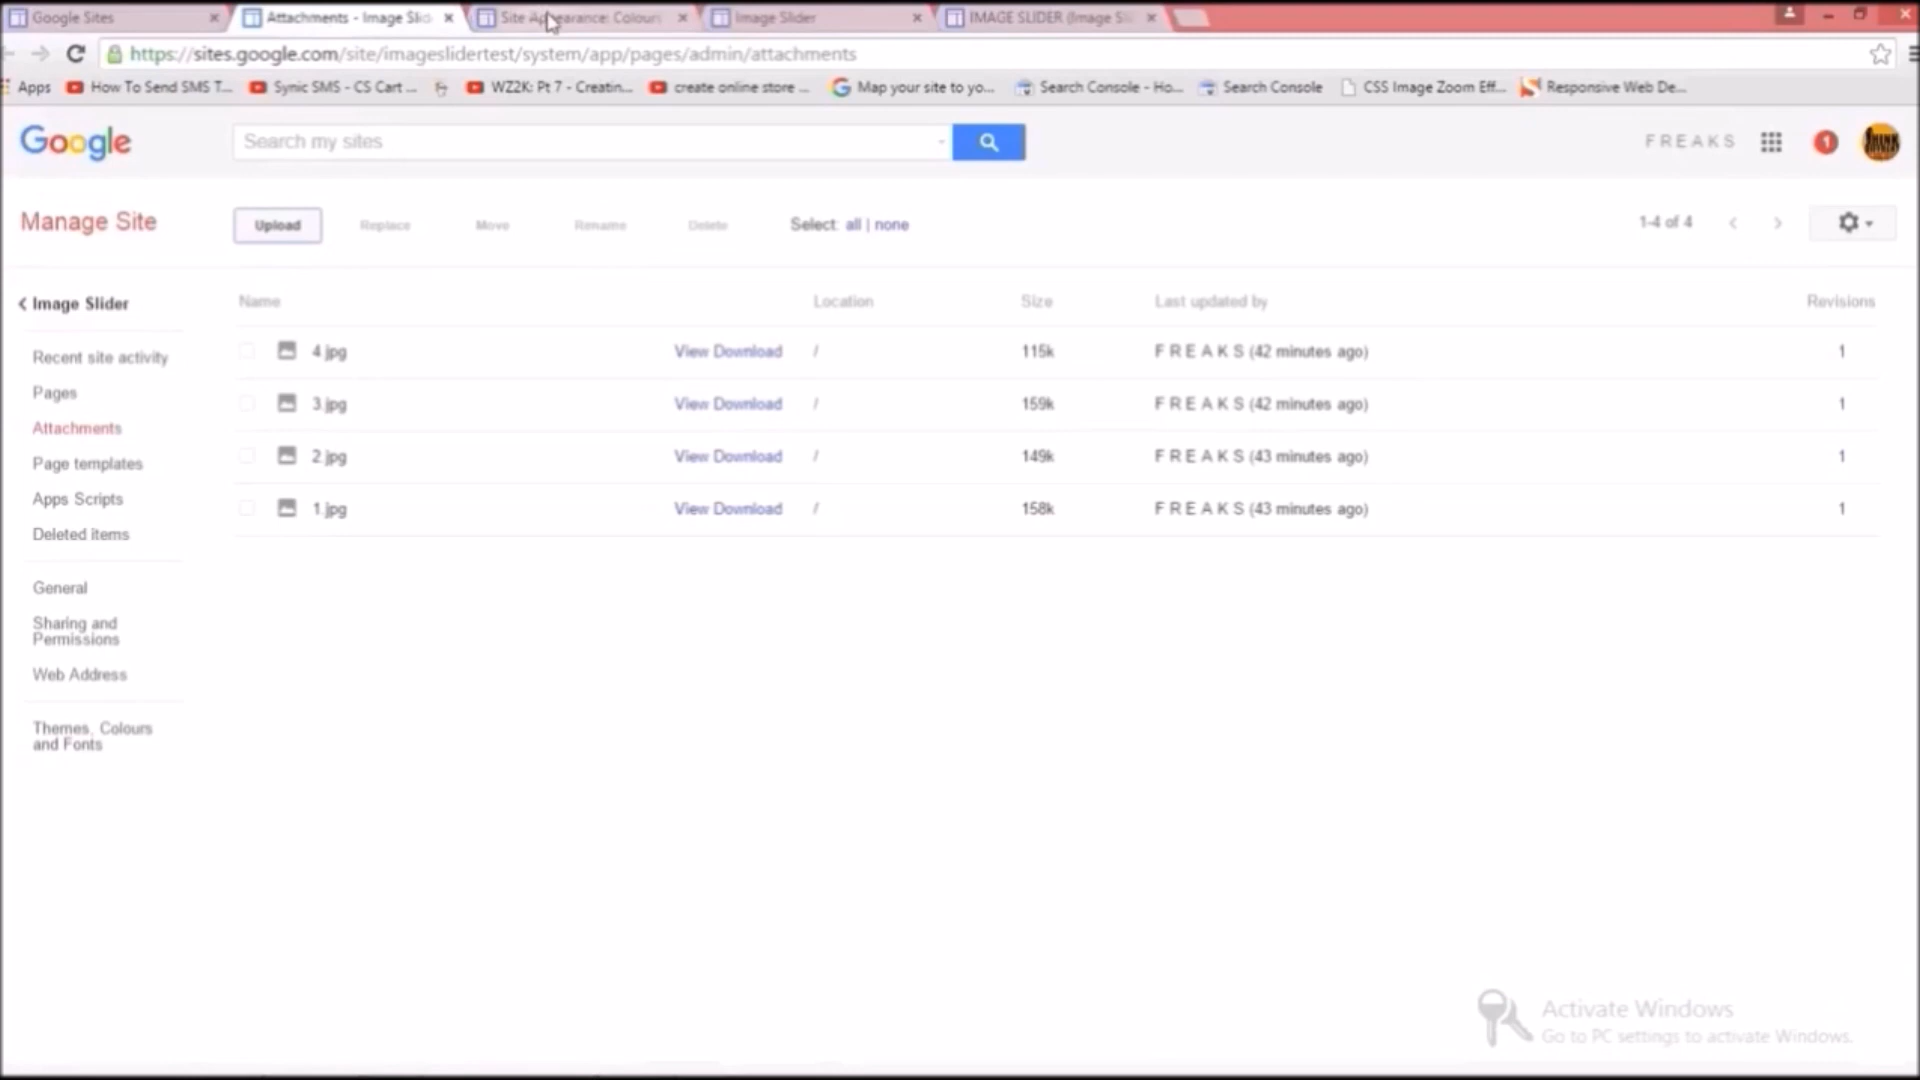 Google Sites
Attachments - Image Slid
Site Appearance: Colours
Image Slider
IMAGE SLIDER (Image Sli
https://sites.google.com/site/imageslidertest/system/app/pages/admin/attachments
Apps How To Send SMS T... Synic SMS - CS Cart ... WZ2K: Pt 7 - Creatin... create online store ... Map your site to yo... Search Console - Ho... Search Console CSS Image Zoom Eff... Responsive Web De...
Google Search my sites FREAKS 1
Manage Site Upload Replace Move Rename Delete Select: all | none 1-4 of 4
Image Slider
Recent site activity
Pages
Attachments
Page templates
Apps Scripts
Deleted items
General
Sharing and
Permissions
Web Address
Themes, Colours
and Fonts
Name Location Size Last updated by Revisions
4.jpg View Download / 115k F R E A K S (42 minutes ago) 1
3.jpg View Download / 159k F R E A K S (42 minutes ago) 1
2.jpg View Download / 149k F R E A K S (43 minutes ago) 1
1.jpg View Download / 158k F R E A K S (43 minutes ago) 1
Activate Windows
Go to PC settings to activate Windows.